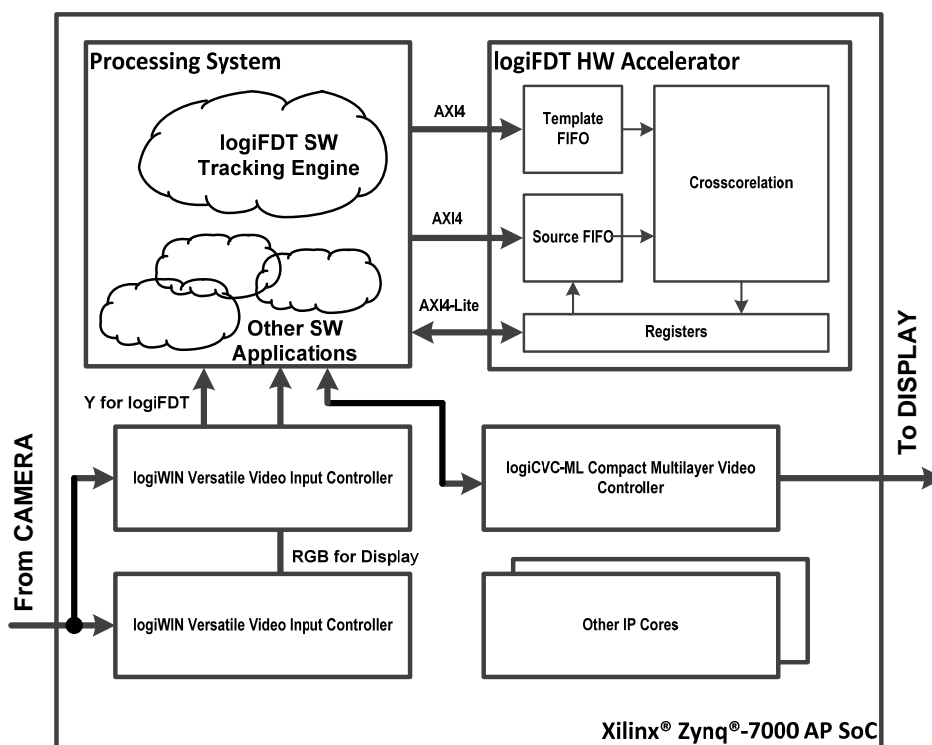 Processing System
logiFDT SW
Tracking Engine
Other SW
Applications
AXI4
AXI4
AXI4-Lite
logiFDT HW Accelerator
Template
FIFO
Source FIFO
Crosscorelation
Registers
Y for logiFDT
logiWIN Versatile Video Input Controller
RGB for Display
logiWIN Versatile Video Input Controller
logiCVC-ML Compact Multilayer Video
Controller
Other IP Cores
From CAMERA
To DISPLAY
Xilinx® Zynq®-7000 AP SoC